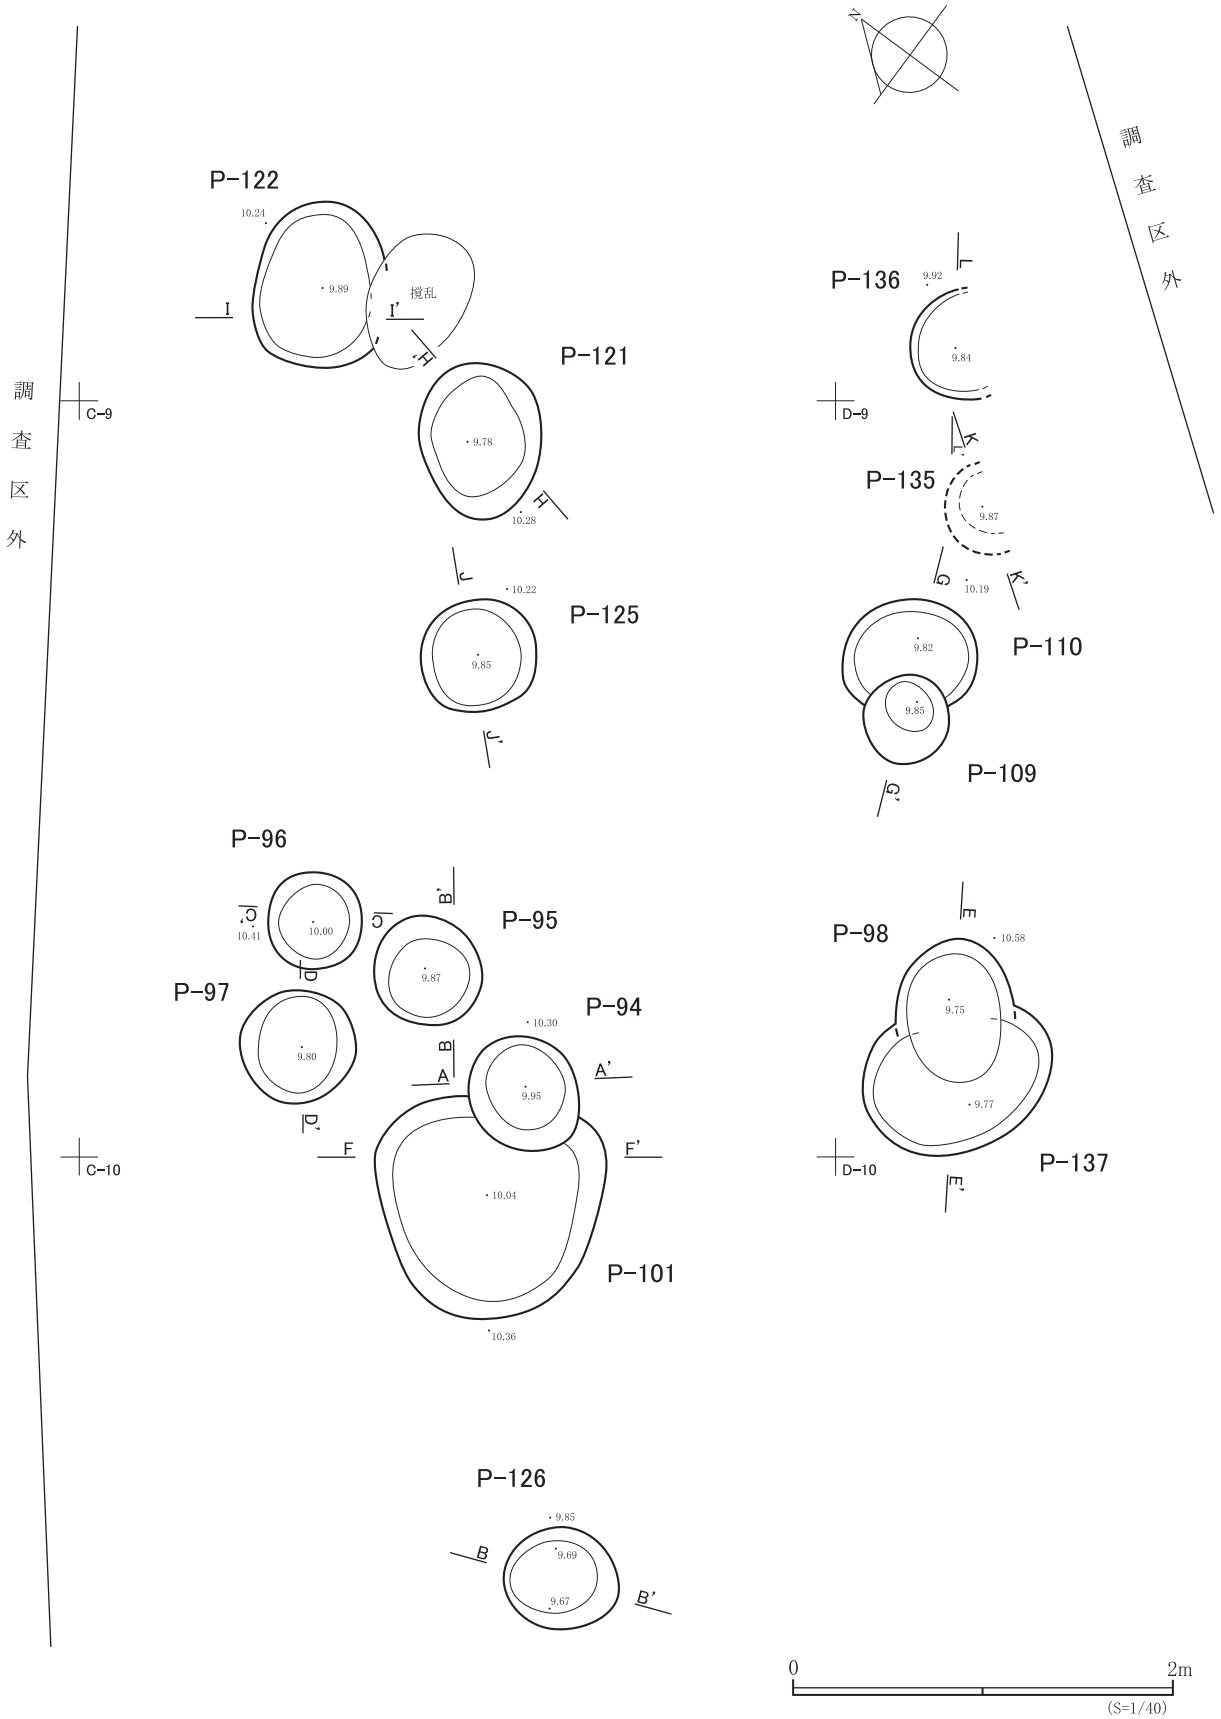 N
調査区外
P-122
10.24
9.89
攪乱
I
I'
H'
P-121
9.78
H
10.28
調査区外
C-9
P-136
9.92
L
9.84
D-9
K
L'
P-135
9.87
G
10.19
K'
J
10.22
P-125
9.85
J'
9.82
P-110
9.85
P-109
G'
P-96
C'
10.41
10.00
C
D
B'
P-95
9.87
P-97
9.80
D'
P-94
10.30
B
A
A'
9.95
F
F'
C-10
10.04
P-101
10.36
E
P-98
10.58
9.75
9.77
D-10
P-137
E'
P-126
9.85
B
9.69
9.67
B'
0 2m
(S=1/40)